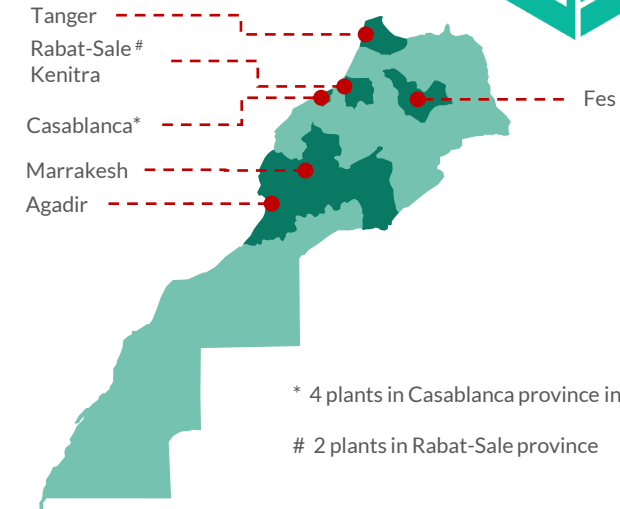 Tanger
Rabat-Sale #
Kenitra
Casablanca*
Fes
Marrakesh
Agadir
* 4 plants in Casablanca province in
# 2 plants in Rabat-Sale province